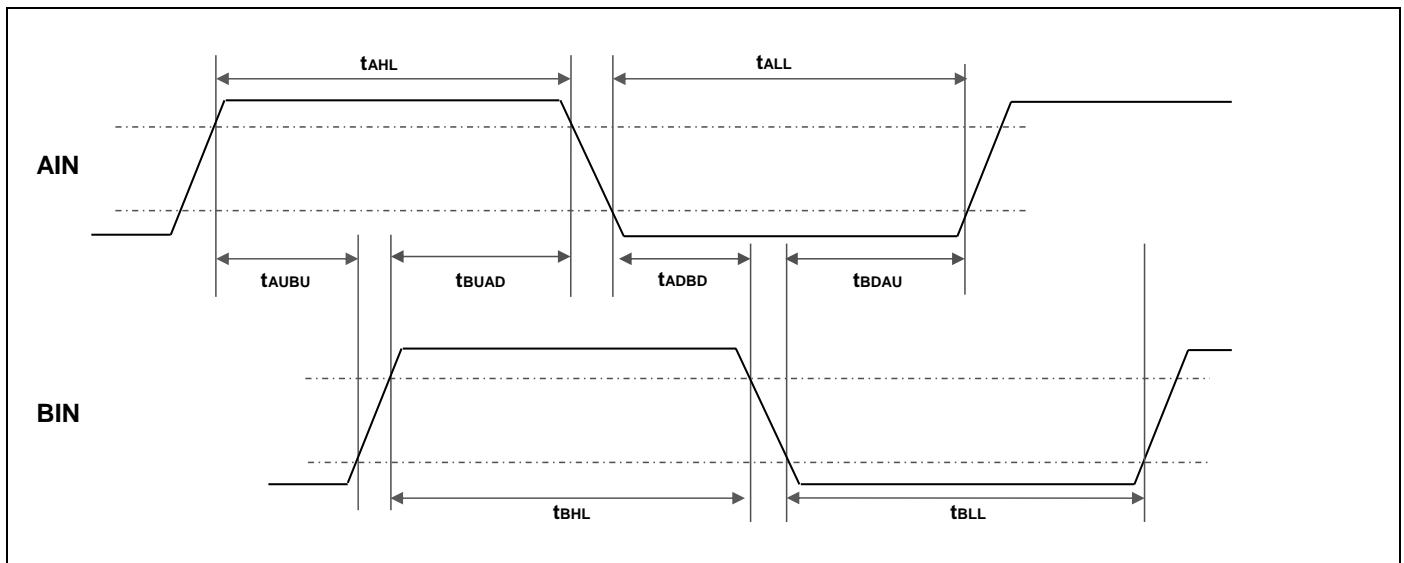 tAHL
tALL
AIN
tAUBU
tBUAD
tADBD
tBDAU
BIN
tBHL
tBLL